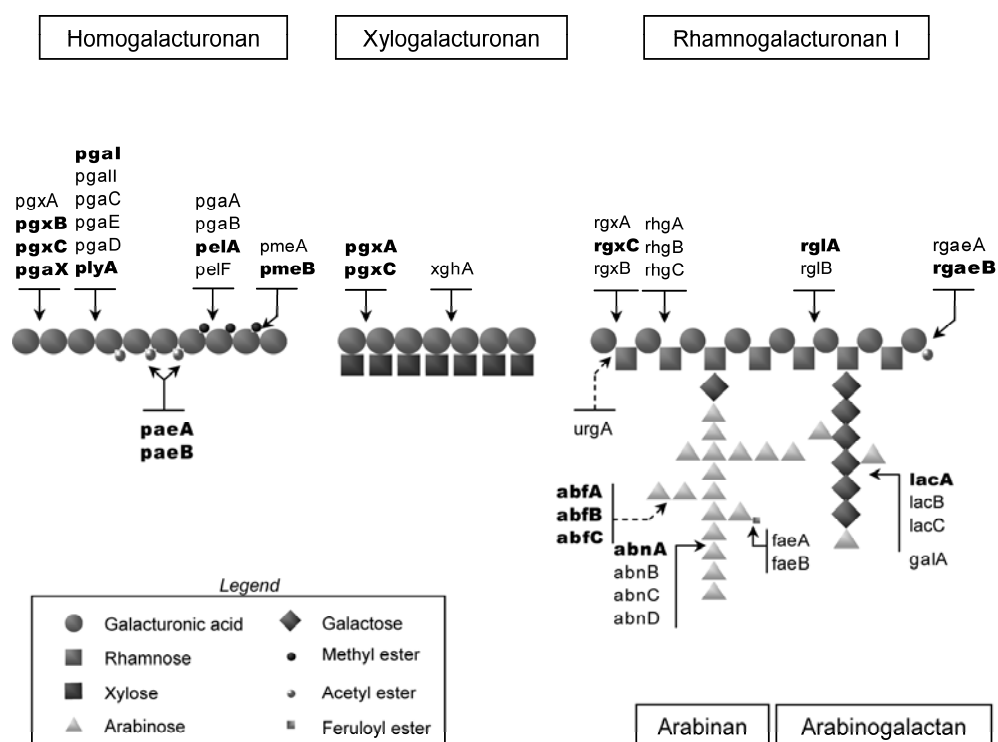 Homogalacturonan
Xylogalacturonan
Rhamnogalacturonan I
pgxA
pgxB
pgxC
pgaX
pgaI
pgaII
pgaC
pgaE
pgaD
plyA
pgaA
pgaB
pelA
pelF
pmeA
pmeB
paeA
paeB
pgxA
pgxC
xghA
rgxA
rgxC
rgxB
rhgA
rhgB
rhgC
rglA
rglB
rgaeA
rgaeB
urgA
abfA
abfB
abfC
abnA
abnB
abnC
abnD
faeA
faeB
lacA
lacB
lacC
galA
Legend
Galacturonic acid
Rhamnose
Xylose
Arabinose
Galactose
Methyl ester
Acetyl ester
Feruloyl ester
Arabinan
Arabinogalactan